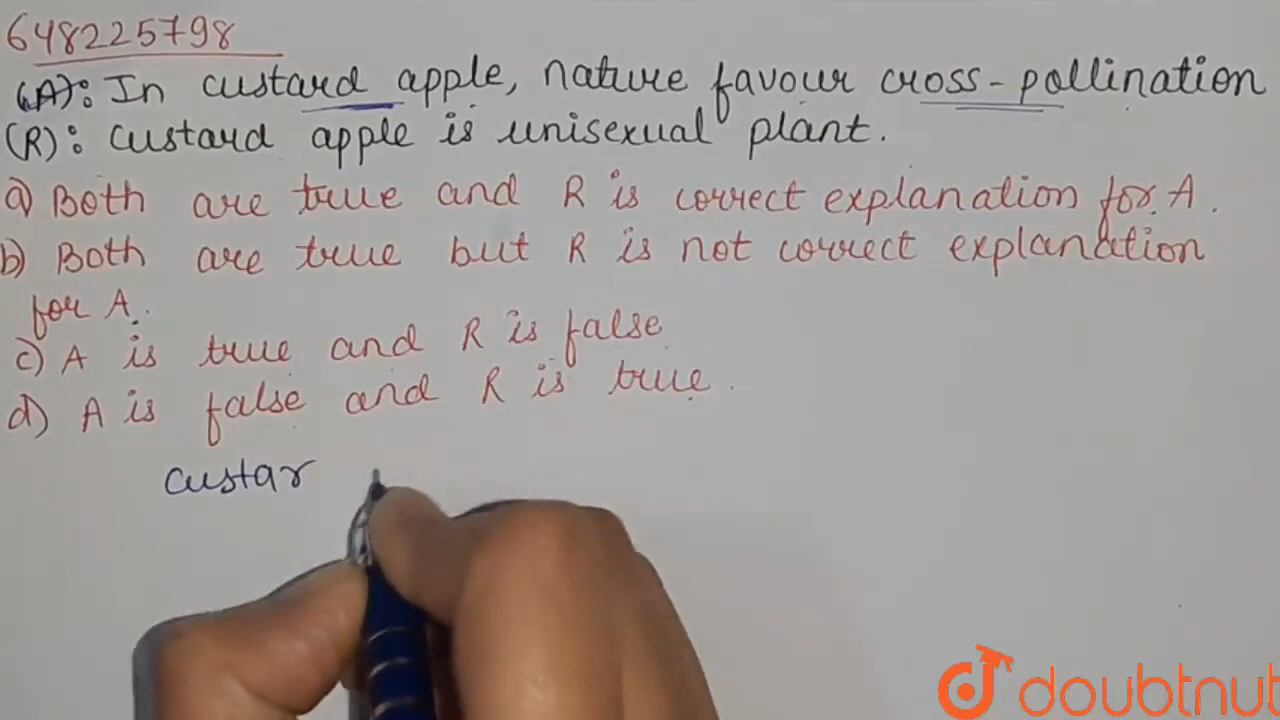 648225798
(A): In custard apple, nature favour cross-pollination
(R): custard apple is unisexual plant.
a) Both are true and R is correct explanation for A.
b) Both are true but R is not correct explanation
for A.
c) A is true and R is false
d) A is false and R is true.
custar
doubtnut